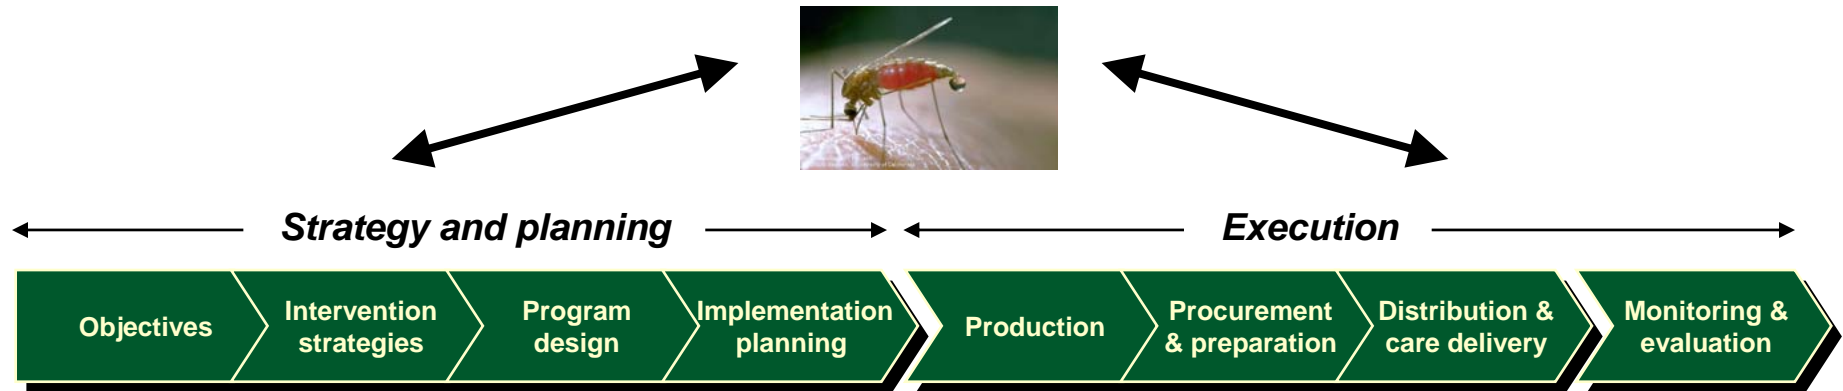 Strategy and planning
Execution
Objectives
Intervention
strategies
Program
design
Implementation
planning
Production
Procurement
& preparation
Distribution &
care delivery
Monitoring &
evaluation